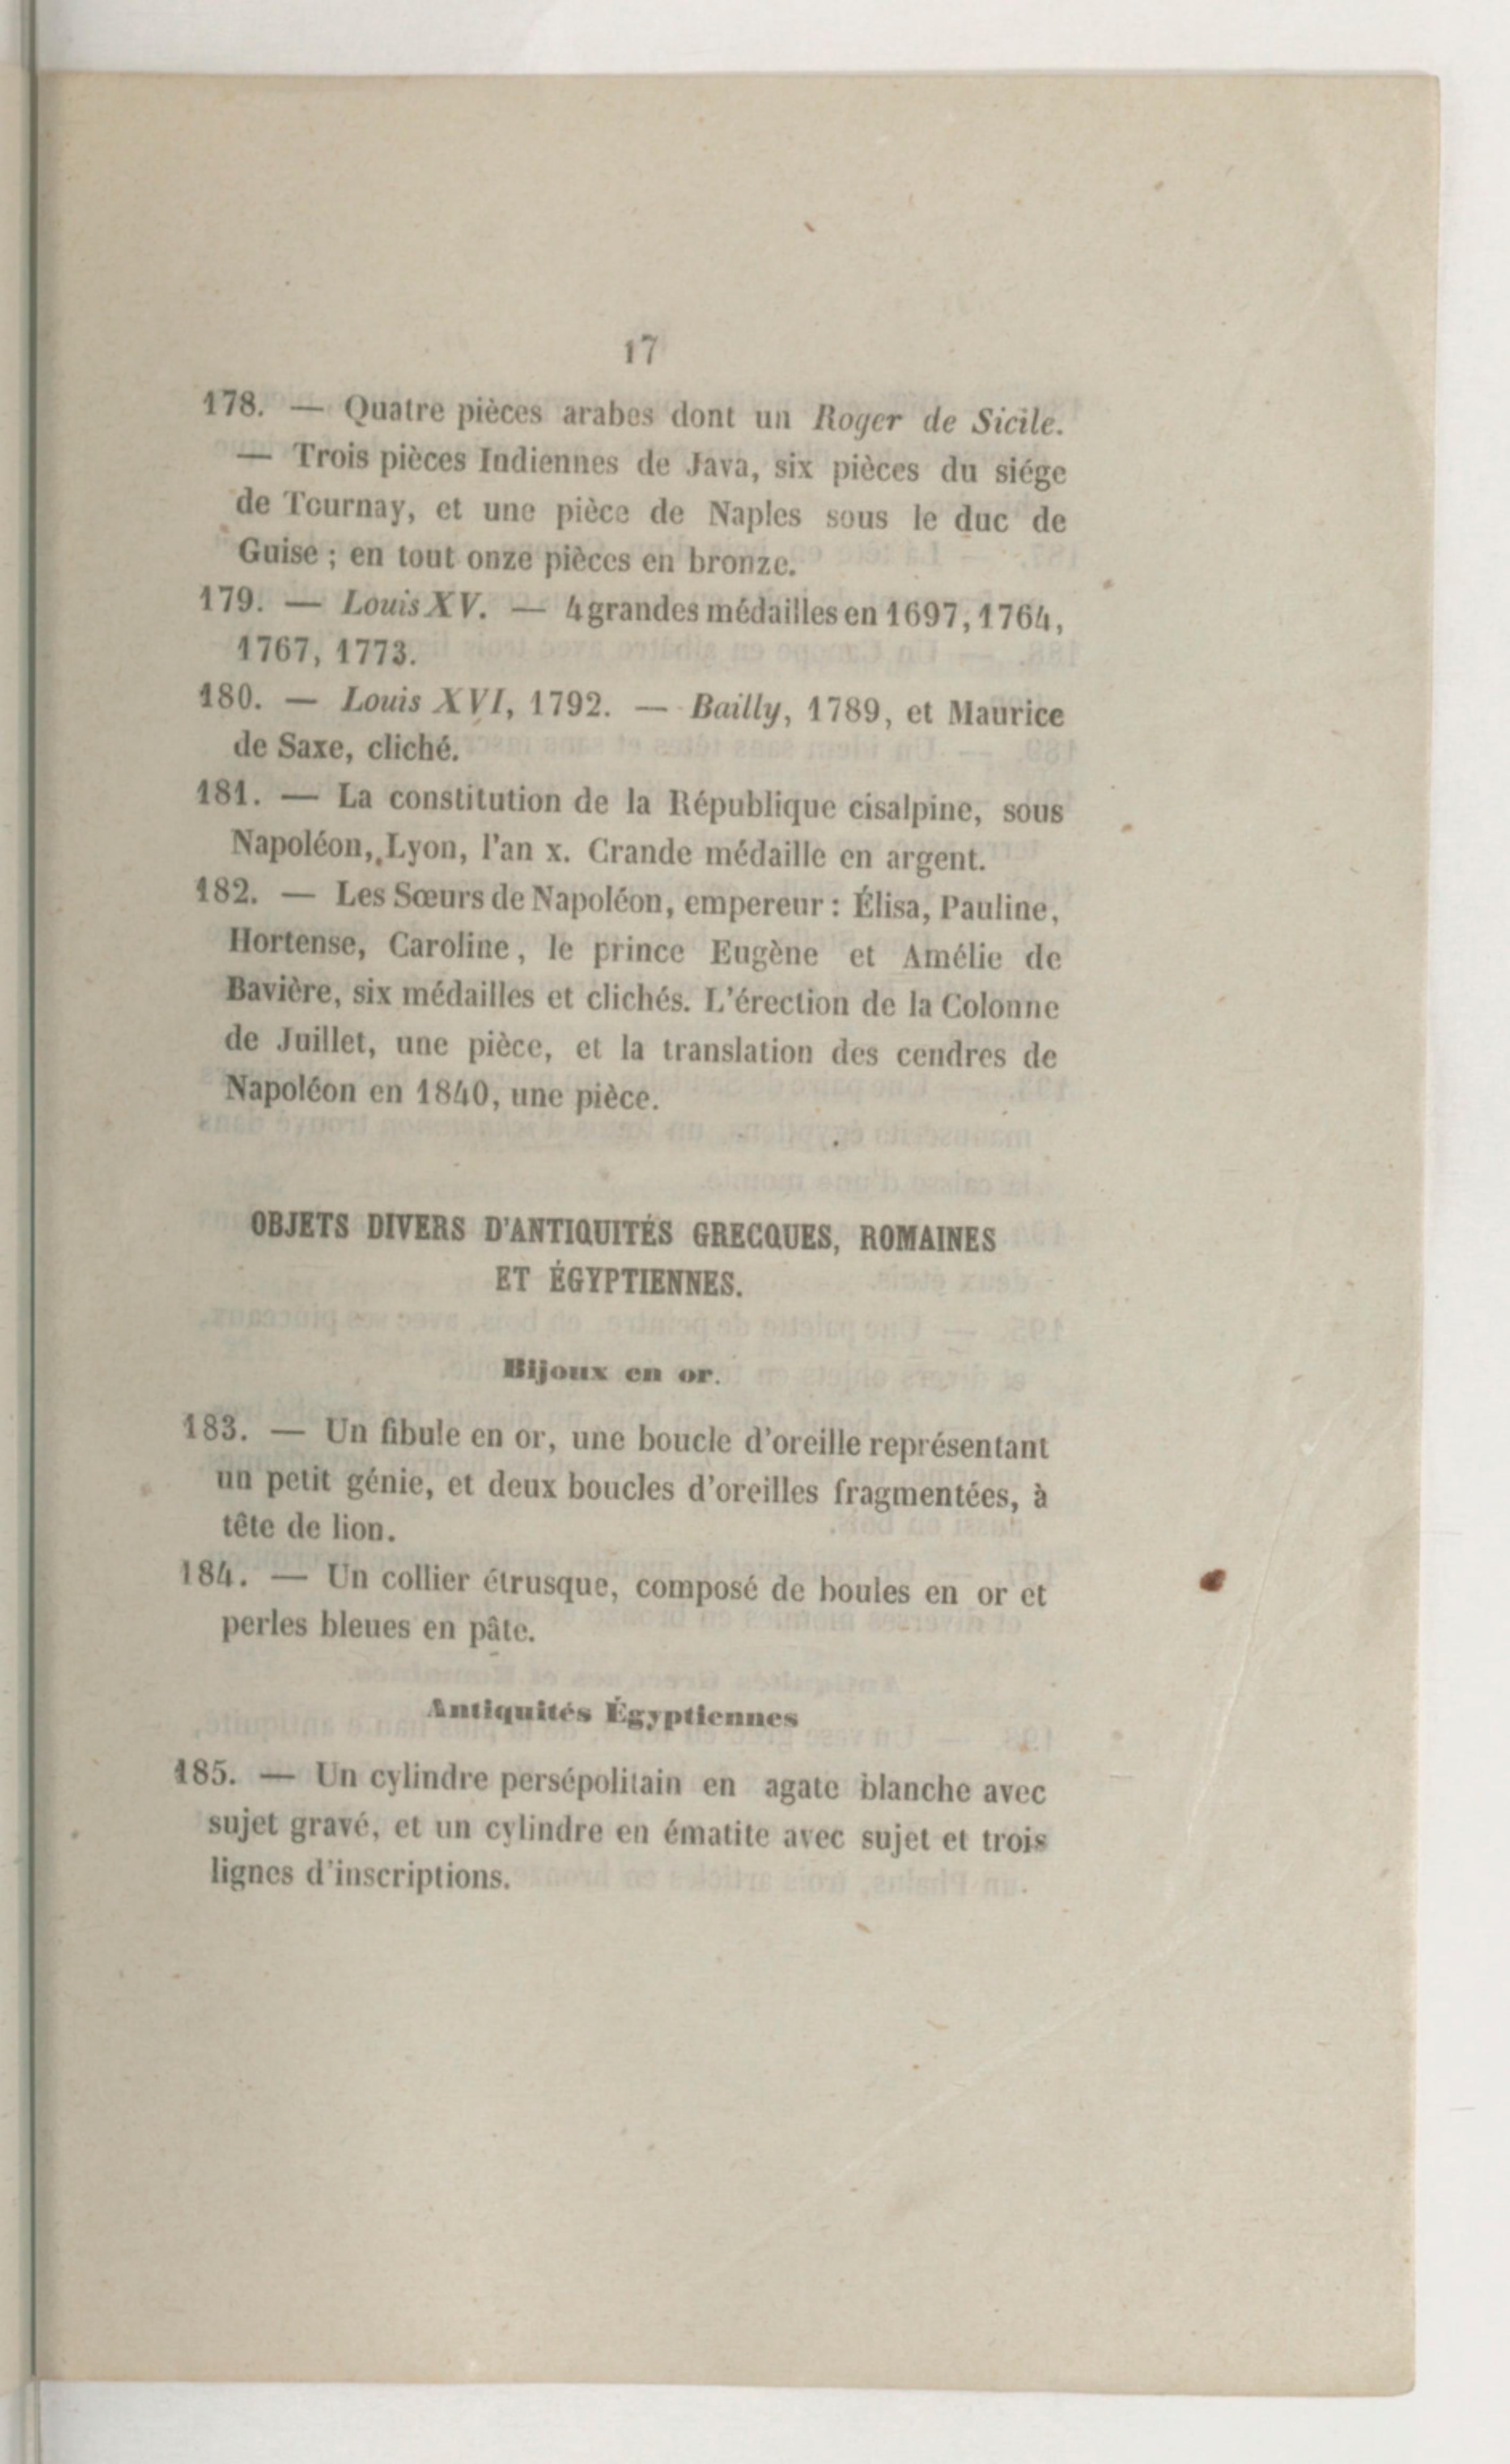 17
178. — Quatre pièces arabes dont un Roger de Sicile.
— Trois pièces Indiennes de Java, six pièces du siége
de Tournay, et une pièce de Naples sous le duc de
Guise ; en tout onze pièces en bronze.
179. — Louis XV. — 4 grandes médailles en 1697, 1764,
1767, 1773.
180. — Louis XVI, 1792. — Bailly, 1789, et Maurice
de Saxe, cliché.
181. — La constitution de la République cisalpine, sous
Napoléon, Lyon, l'an x. Grande médaille en argent.
182. — Les Sœurs de Napoléon, empereur : Élisa, Pauline,
Hortense, Caroline, le prince Eugène et Amélie de
Bavière, six médailles et clichés. L'érection de la Colonne
de Juillet, une pièce, et la translation des cendres de
Napoléon en 1840, une pièce.
OBJETS DIVERS D'ANTIQUITÉS GRECQUES, ROMAINES
ET ÉGYPTIENNES.
Bijoux en or.
183. — Un fibule en or, une boucle d'oreille représentant
un petit génie, et deux boucles d'oreilles fragmentées, à
tête de lion.
184. — Un collier étrusque, composé de boules en or et
perles bleues en pâte.
Antiquités Égyptiennes
185. — Un cylindre persépolitain en agate blanche avec
sujet gravé, et un cylindre en ématite avec sujet et trois
lignes d'inscriptions.